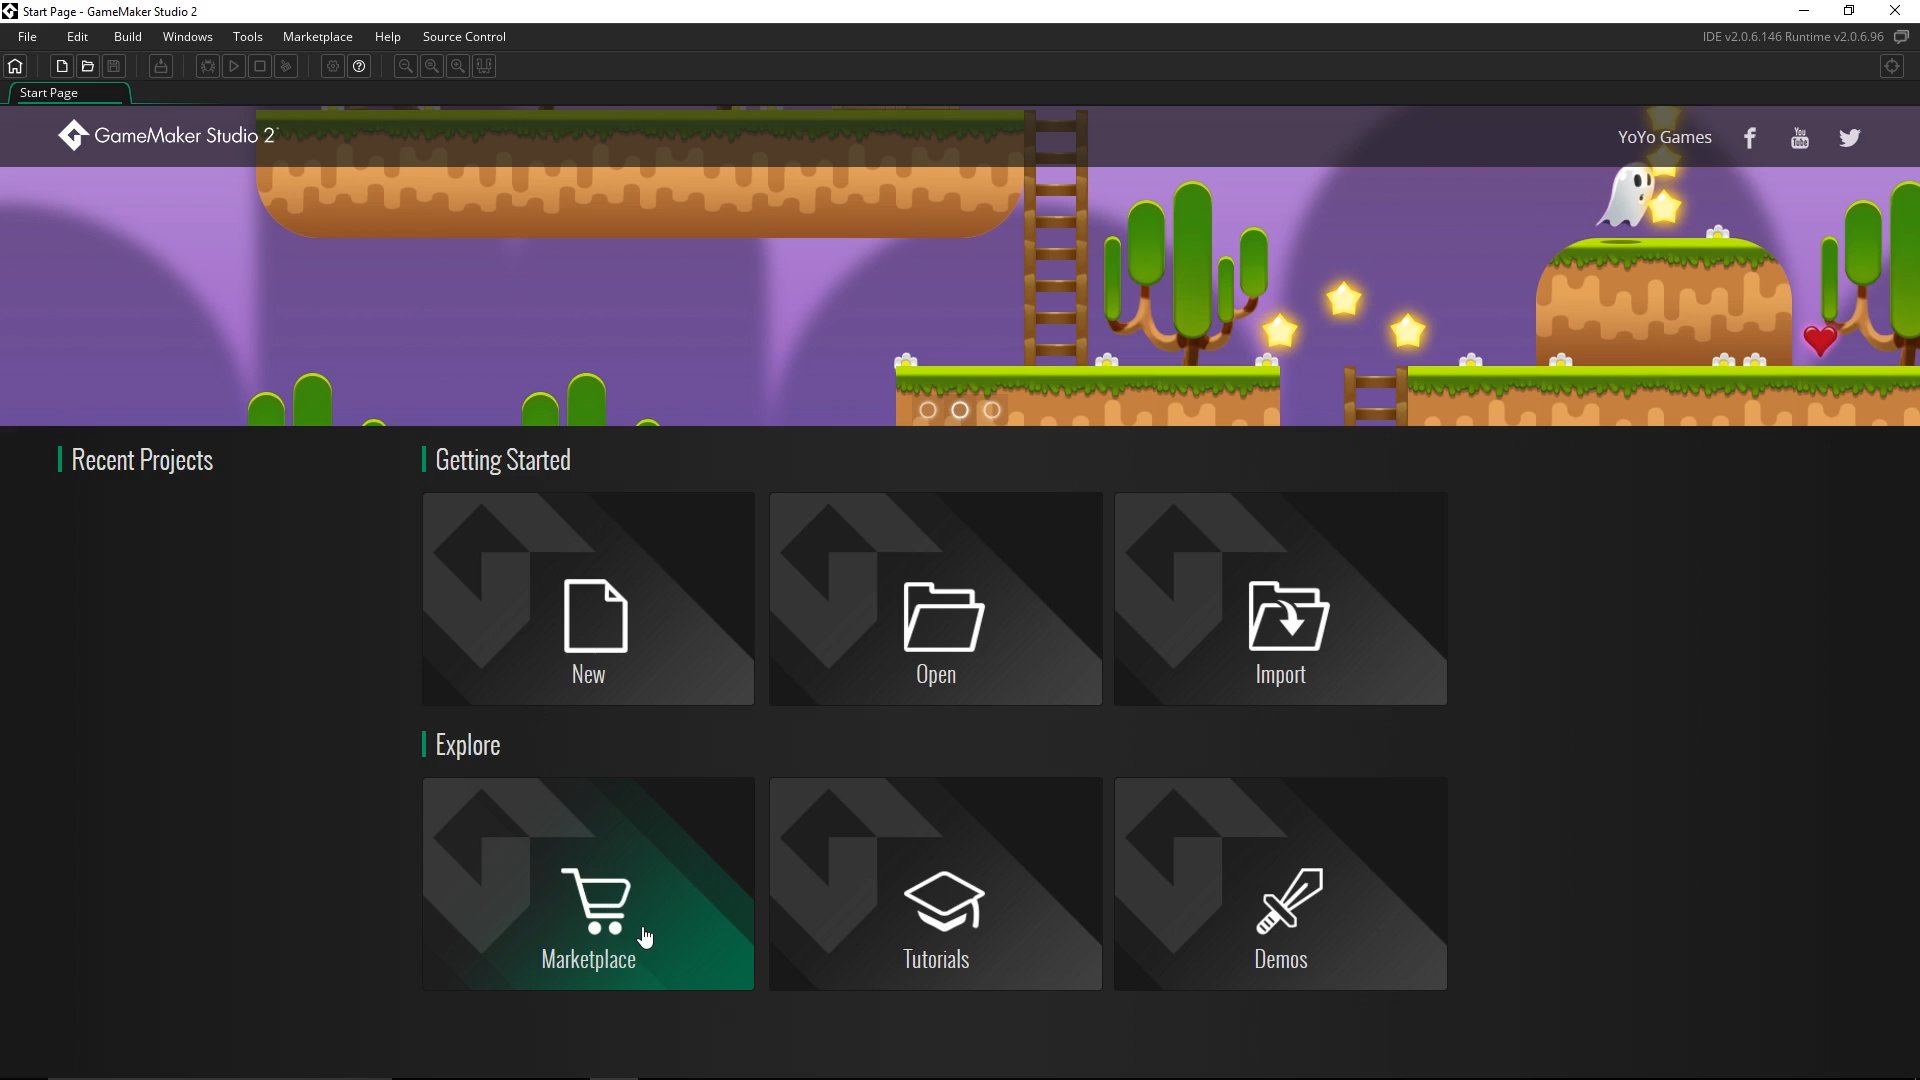 Start Page - GameMaker Studio 2
File Edit Build Windows Tools Marketplace Help Source Control
IDE v2.0.6.146 Runtime v2.0.6.96
Start Page
GameMaker Studio 2
YoYo Games
You
Tube
Recent Projects
Getting Started
New
Open
Import
Explore
Marketplace
Tutorials
Demos